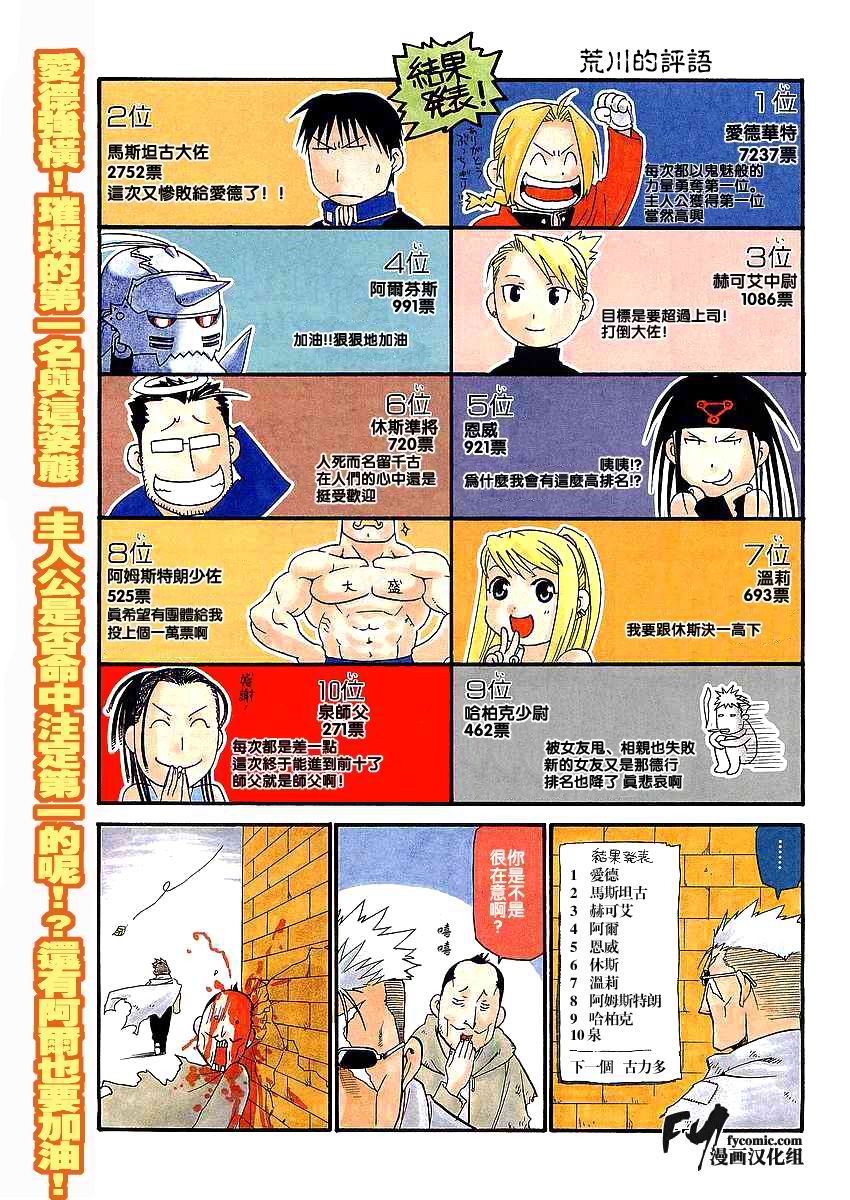 荒川的評語
結果
発表！
1位
愛德華特
7237票
每次都以鬼魅般的
力量勇奪第一位。
主人公獲得第一位
當然高興
ありがとう
ぶっちぎり!!
2位
馬斯坦古大佐
2752票
這次又慘敗給愛德了！！
3位
赫可艾中尉
1086票
目標是要超過上司!
打倒大佐!
4位
阿爾芬斯
991票
加油!!狠狠地加油
5位
恩威
921票
咦咦!?
為什麼我會有這麼高排名!?
6位
休斯準將
720票
人死而名留千古
在人們的心中還是
挺受歡迎
7位
溫莉
693票
我要跟休斯決一高下
8位
阿姆斯特朗少佐
525票
眞希望有團體給我
投上個一萬票啊
大盛
9位
哈柏克少尉
462票
被女友甩、相親也失敗
新的女友又是那德行
排名也降了 眞悲哀啊
10位
泉師父
271票
每次都是差一點
這次終于能進到前十了
師父就是師父啊!
感謝!
愛德強橫！璀璨的第一名與這姿態
主人公是否命中注定第一的呢！？還有阿爾也要加油！
……
結果発表
1 愛德
2 馬斯坦古
3 赫可艾
4 阿爾
5 恩威
6 休斯
7 溫莉
8 阿姆斯特朗
9 哈柏克
10 泉
下一個 古力多
你是不是
很在意啊?
嘻嘻
FY
fycomic.com
漫画汉化组